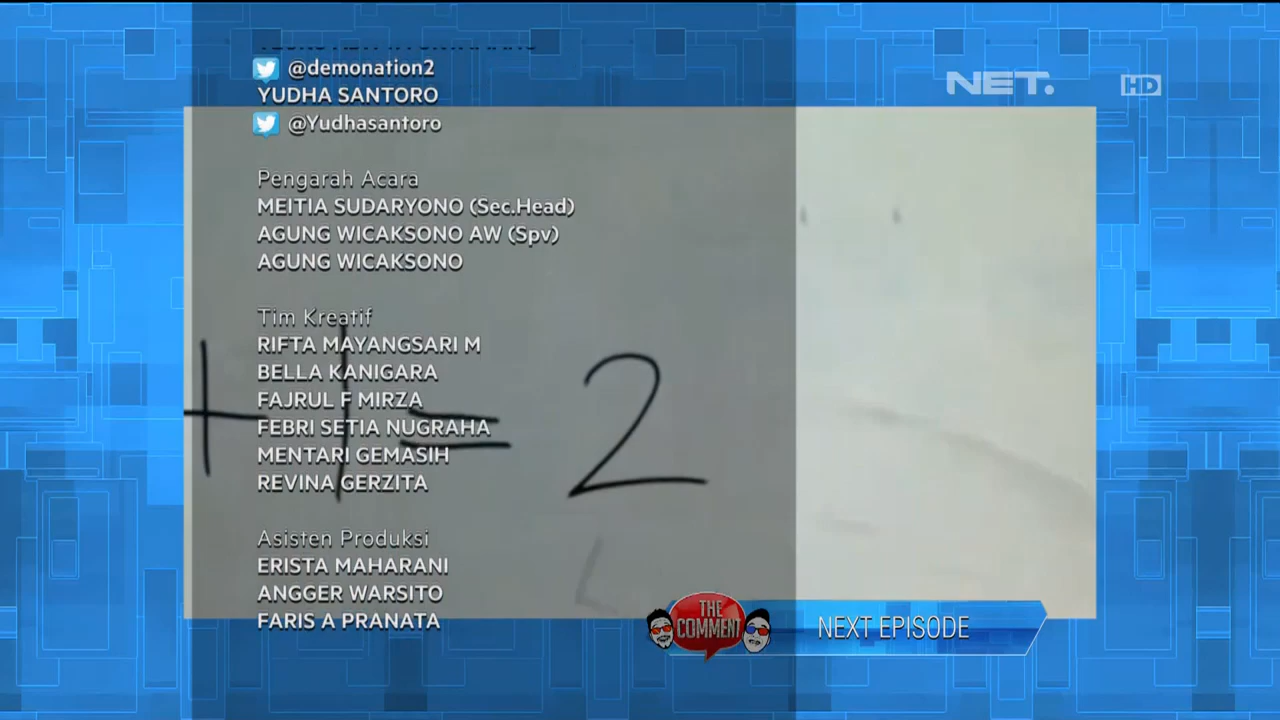 @demonation2
YUDHA SANTORO
@Yudhasantoro
NET.
HD
Pengarah Acara
MEITIA SUDARYONO (Sec.Head)
AGUNG WICAKSONO AW (Spv)
AGUNG WICAKSONO
Tim Kreatif
RIFTA MAYANGSARI M
BELLA KANIGARA
FAJRUL F MIRZA
FEBRI SETIA NUGRAHA
MENTARI GEMASIH
REVINA GERZITA
+ 1 = 2
Asisten Produksi
ERISTA MAHARANI
ANGGER WARSITO
FARIS A PRANATA
THE
COMMENT
NEXT EPISODE